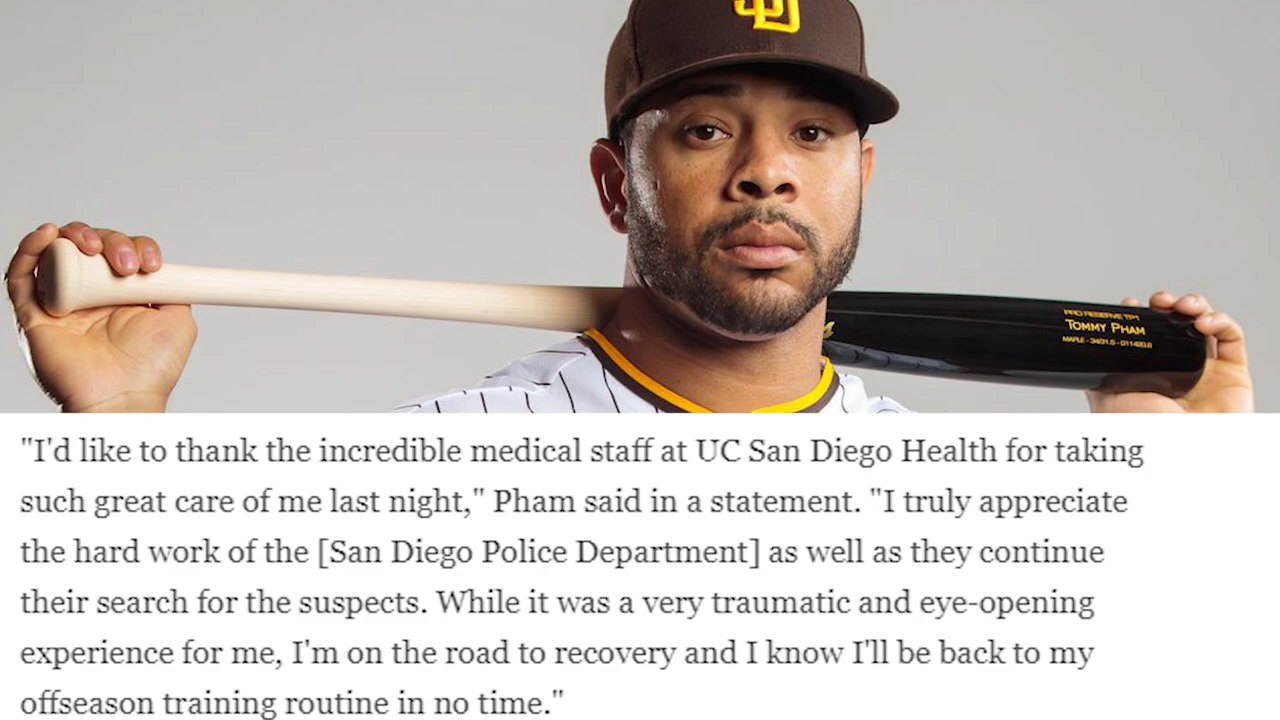 SD
PRO RESERVE TP1
TOMMY PHAM
"I'd like to thank the incredible medical staff at UC San Diego Health for taking
such great care of me last night," Pham said in a statement. "I truly appreciate
the hard work of the [San Diego Police Department] as well as they continue
their search for the suspects. While it was a very traumatic and eye-opening
experience for me, I'm on the road to recovery and I know I'll be back to my
offseason training routine in no time."